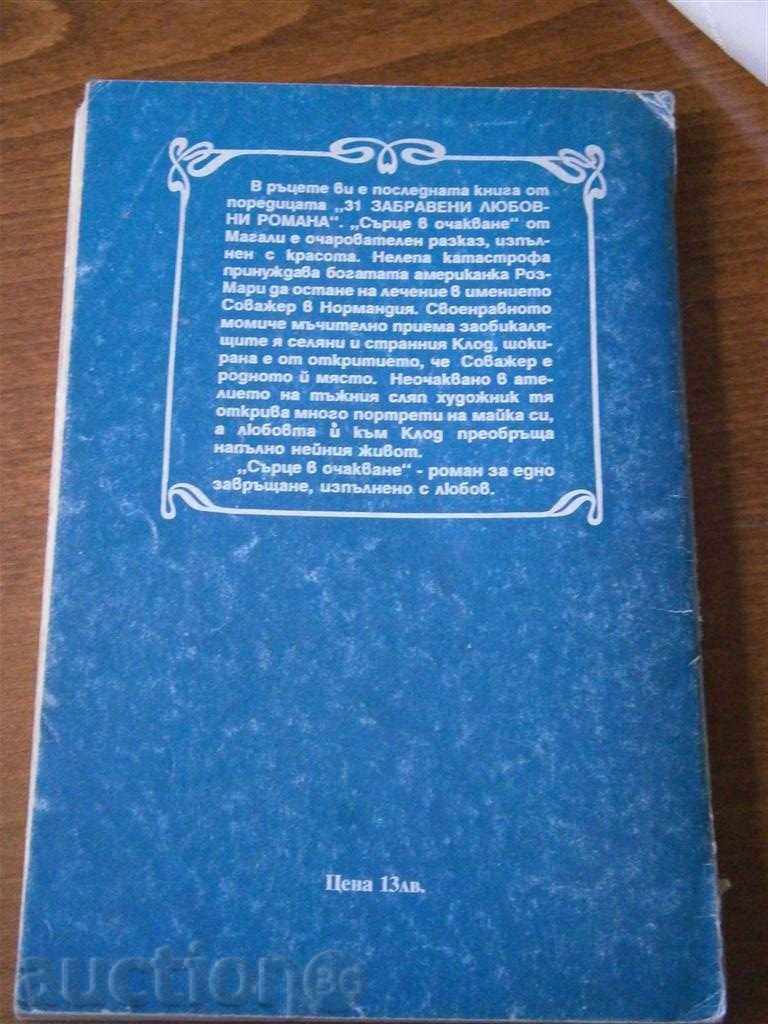 В ръцете ви е последната книга от
поредицата „31 ЗАБРАВЕНИ ЛЮБОВ-
НИ РОМАНА“. „Сърце в очакване“ от
Магали е очарователен разказ, изпъл-
нен с красота. Нелепа катастрофа
принуждава богатата американка Роз-
Мари да остане на лечение в имението
Соважер в Нормандия. Своенравното
момиче мъчително приема заобикаля-
щите я селяни и странния Клод, шоки-
рана е от откритието, че Соважер е
родното й място. Неочаквано в ате-
лието на тъжния сляп художник тя
открива много портрети на майка си,
а любовта й към Клод преобръща
напълно нейния живот.
„Сърце в очакване“ - роман за едно
завръщане, изпълнено с любов.
Цена 13лв.
auction BG